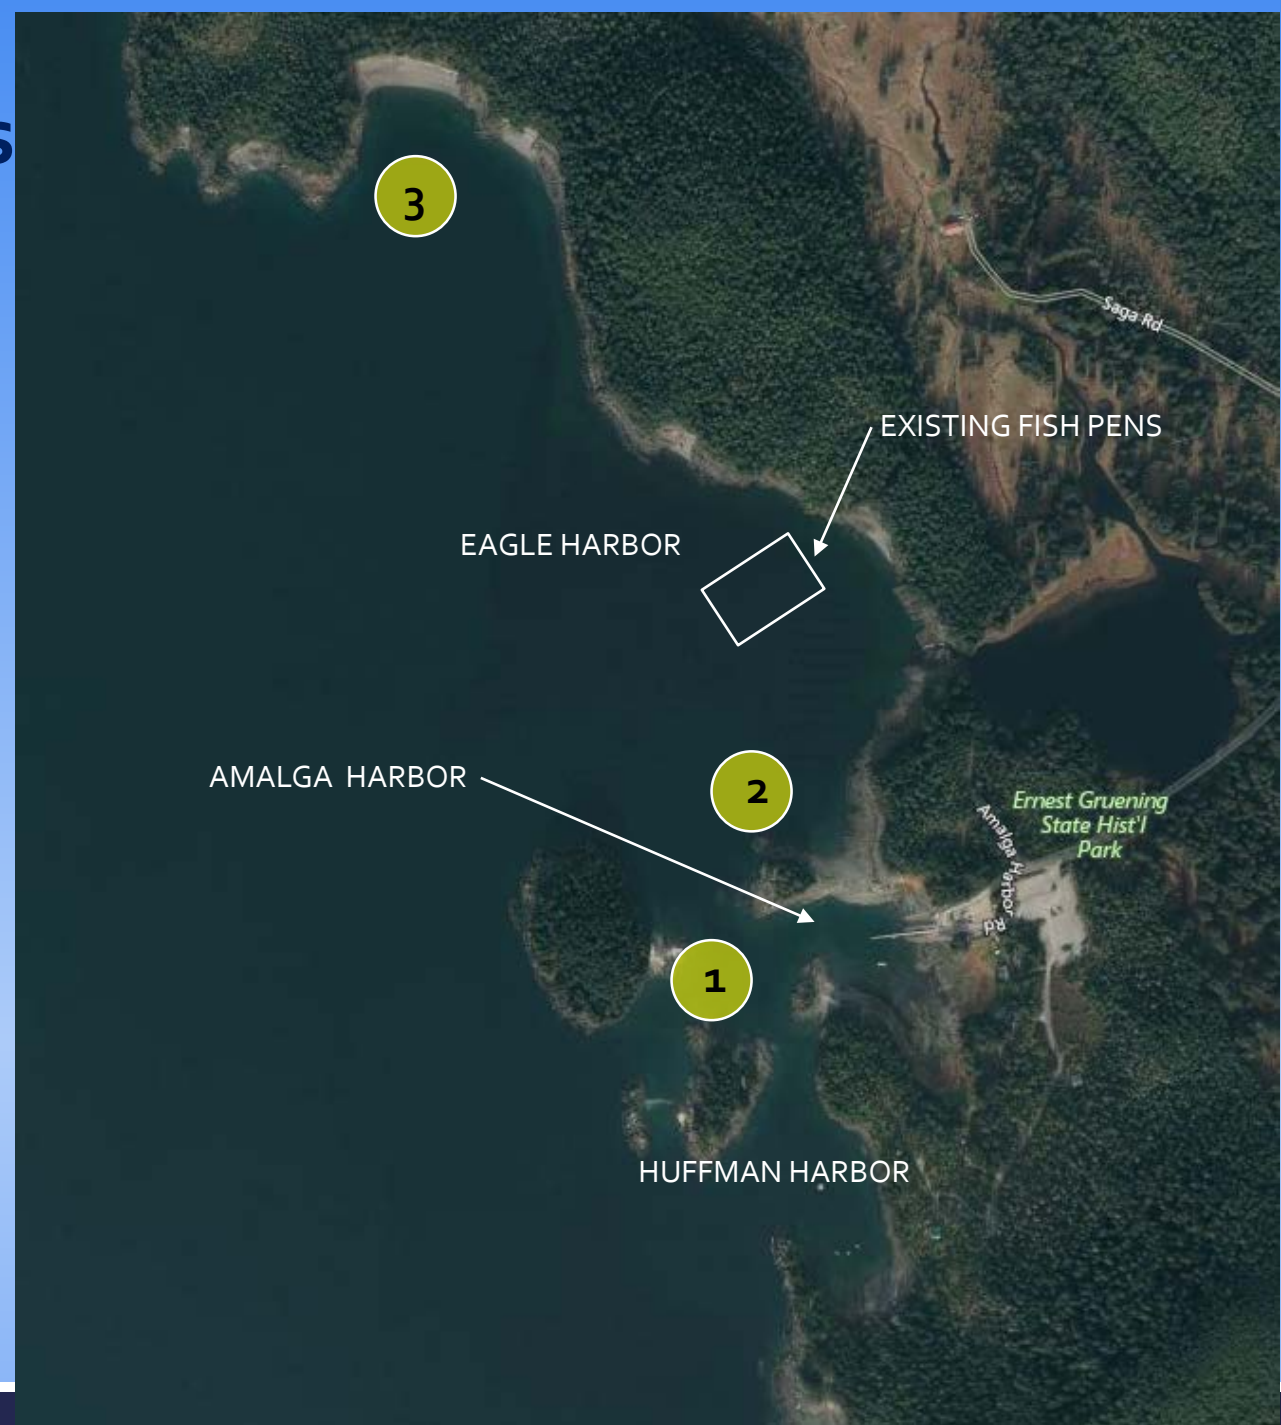 s
3
Saga Rd
EXISTING FISH PENS
EAGLE HARBOR
AMALGA HARBOR
2
Ernest Gruening
State Hist'l
Park
Amalga Harbor Rd
1
HUFFMAN HARBOR